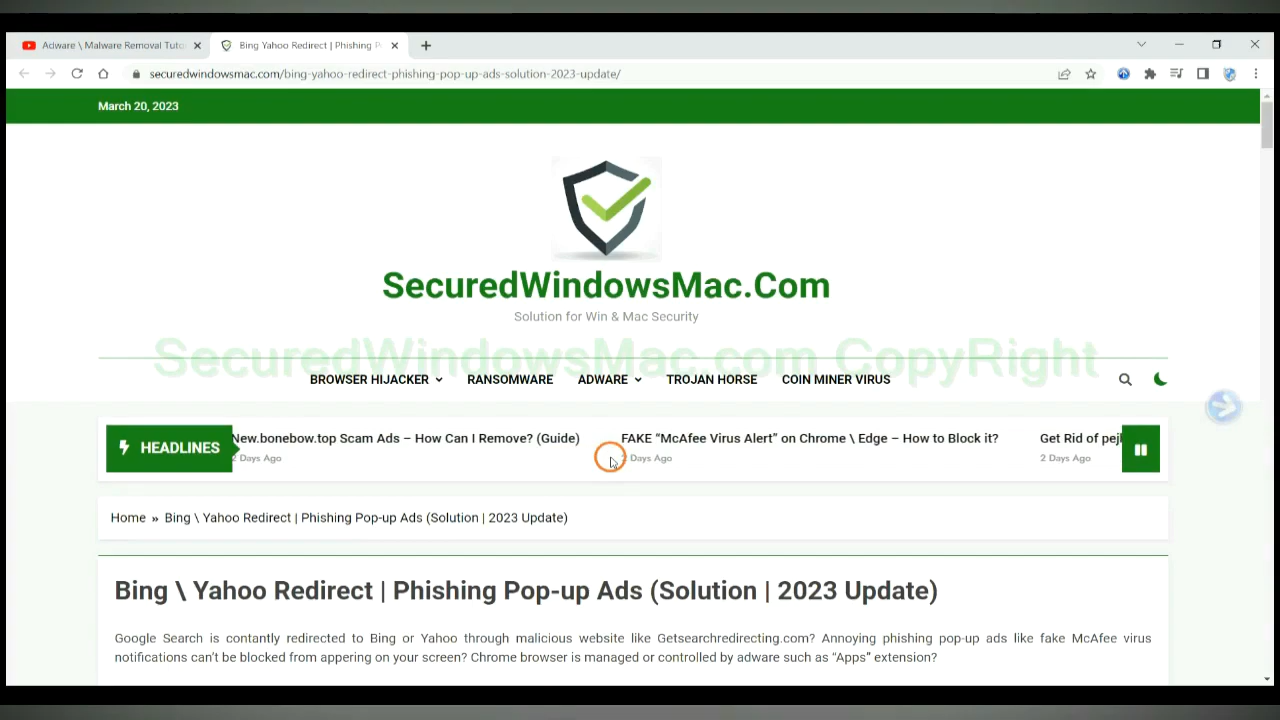 Adware \ Malware Removal Tuto
Bing Yahoo Redirect | Phishing P
securedwindowsmac.com/bing-yahoo-redirect-phishing-pop-up-ads-solution-2023-update/
March 20, 2023
SecuredWindowsMac.Com
Solution for Win & Mac Security
SecuredWindowsMac.com CopyRight
BROWSER HIJACKER RANSOMWARE ADWARE TROJAN HORSE COIN MINER VIRUS
HEADLINES
New.bonebow.top Scam Ads – How Can I Remove? (Guide)
2 Days Ago
FAKE “McAfee Virus Alert” on Chrome \ Edge – How to Block it?
2 Days Ago
Get Rid of pejl
2 Days Ago
Home » Bing \ Yahoo Redirect | Phishing Pop-up Ads (Solution | 2023 Update)
Bing \ Yahoo Redirect | Phishing Pop-up Ads (Solution | 2023 Update)
Google Search is contantly redirected to Bing or Yahoo through malicious website like Getsearchredirecting.com? Annoying phishing pop-up ads like fake McAfee virus
notifications can’t be blocked from appering on your screen? Chrome browser is managed or controlled by adware such as “Apps” extension?